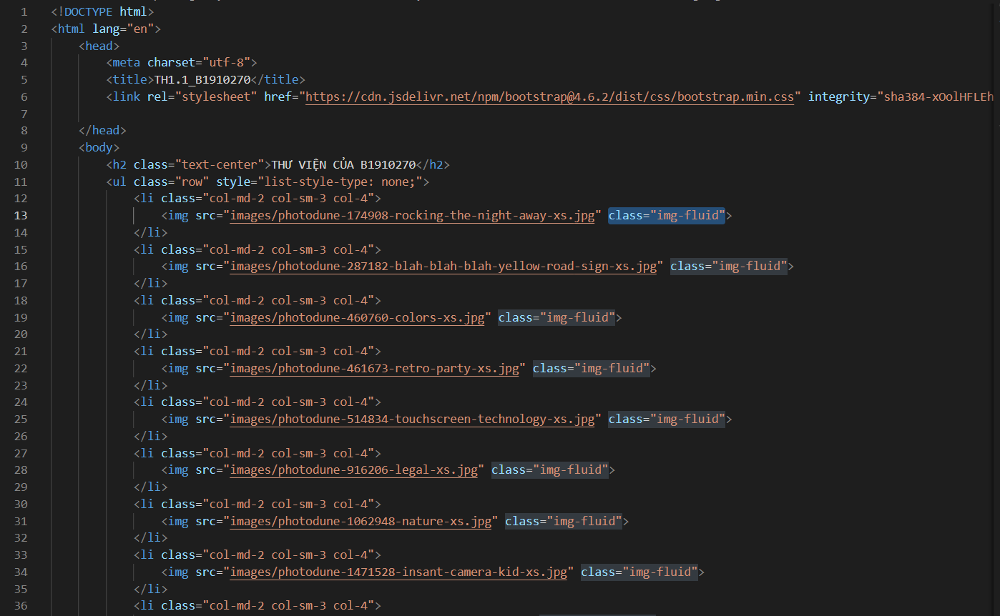 1 <!DOCTYPE html>
2 <html lang="en">
3 <head>
4 <meta charset="utf-8">
5 <title>TH1.1_B1910270</title>
6 <link rel="stylesheet" href="https://cdn.jsdelivr.net/npm/bootstrap@4.6.2/dist/css/bootstrap.min.css" integrity="sha384-xOolHFLEh
7
8 </head>
9 <body>
10 <h2 class="text-center">THƯ VIỆN CỦA B1910270</h2>
11 <ul class="row" style="list-style-type: none;">
12 <li class="col-md-2 col-sm-3 col-4">
13 <img src="images/photodune-174908-rocking-the-night-away-xs.jpg" class="img-fluid">
14 </li>
15 <li class="col-md-2 col-sm-3 col-4">
16 <img src="images/photodune-287182-blah-blah-blah-yellow-road-sign-xs.jpg" class="img-fluid">
17 </li>
18 <li class="col-md-2 col-sm-3 col-4">
19 <img src="images/photodune-460760-colors-xs.jpg" class="img-fluid">
20 </li>
21 <li class="col-md-2 col-sm-3 col-4">
22 <img src="images/photodune-461673-retro-party-xs.jpg" class="img-fluid">
23 </li>
24 <li class="col-md-2 col-sm-3 col-4">
25 <img src="images/photodune-514834-touchscreen-technology-xs.jpg" class="img-fluid">
26 </li>
27 <li class="col-md-2 col-sm-3 col-4">
28 <img src="images/photodune-916206-legal-xs.jpg" class="img-fluid">
29 </li>
30 <li class="col-md-2 col-sm-3 col-4">
31 <img src="images/photodune-1062948-nature-xs.jpg" class="img-fluid">
32 </li>
33 <li class="col-md-2 col-sm-3 col-4">
34 <img src="images/photodune-1471528-insant-camera-kid-xs.jpg" class="img-fluid">
35 </li>
36 <li class="col-md-2 col-sm-3 col-4">